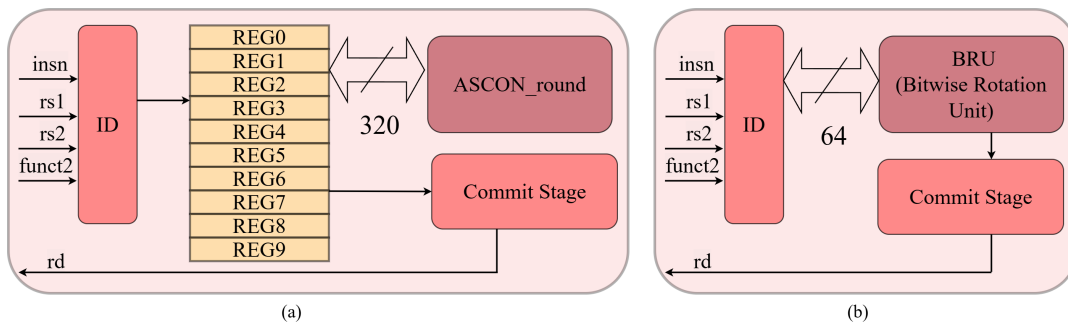 insn
rs1
rs2
funct2
ID
REG0
REG1
REG2
REG3
REG4
REG5
REG6
REG7
REG8
REG9
320
ASCON_round
Commit Stage
rd
(a)
insn
rs1
rs2
funct2
ID
64
BRU
(Bitwise Rotation
Unit)
Commit Stage
rd
(b)